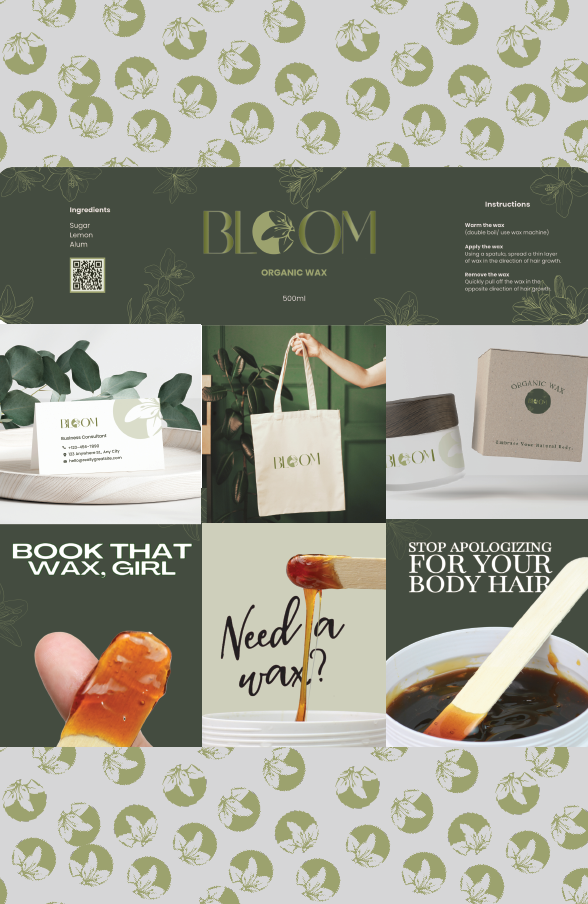 Ingredients
Sugar
Lemon
Alum
BLOOM
ORGANIC WAX
500ml
Instructions
Warm the wax
(double boil/ use wax machine)
Apply the wax
Using a spatula, spread a thin layer
of wax in the direction of hair growth.
Remove the wax
Quickly pull off the wax in the
opposite direction of hair growth.
BLOOM
Business Consultant
+123-456-7890
123 Anywhere St., Any City
hello@reallygreatsite.com
BLOOM
BLOOM
ORGANIC WAX
BLOOM
Embrace Your Natural Body.
BOOK THAT
WAX, GIRL
Need a
wax?
STOP APOLOGIZING
FOR YOUR
BODY HAIR